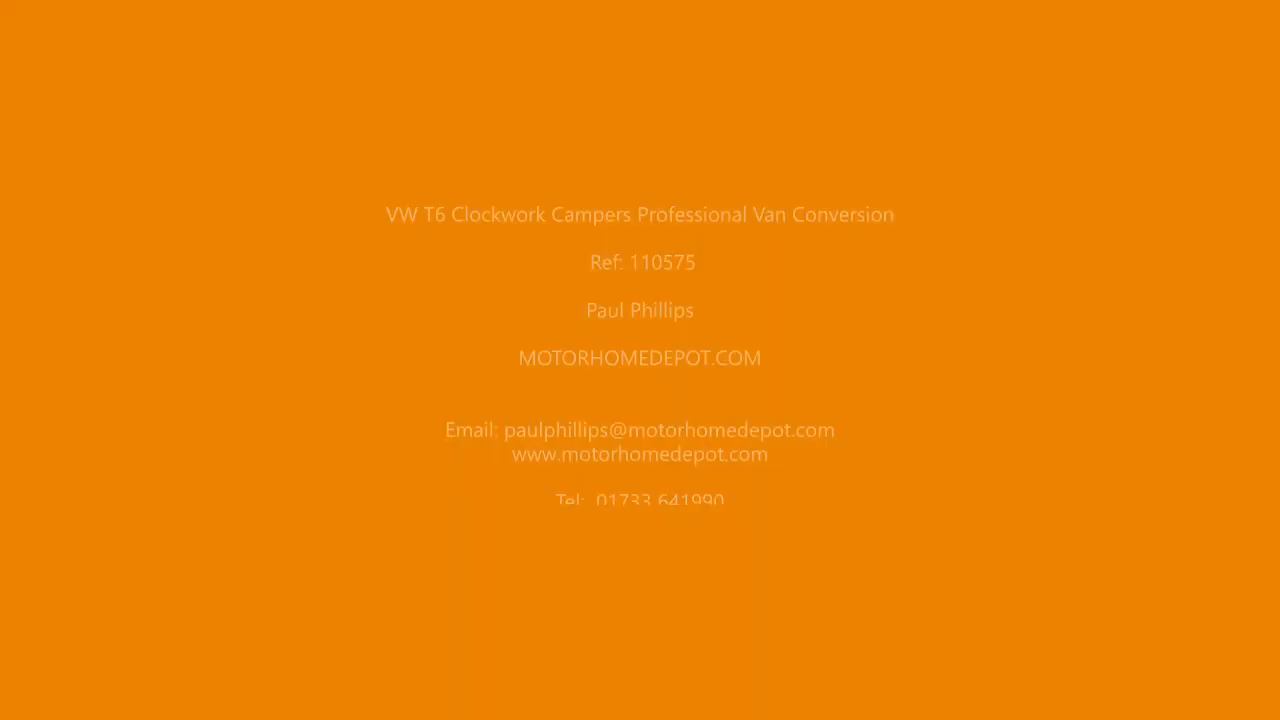 VW T6 Clockwork Campers Professional Van Conversion
Ref: 110575
Paul Phillips
MOTORHOMEDEPOT.COM
Email: paulphillips@motorhomedepot.com
www.motorhomedepot.com
Tel: 01733 641990